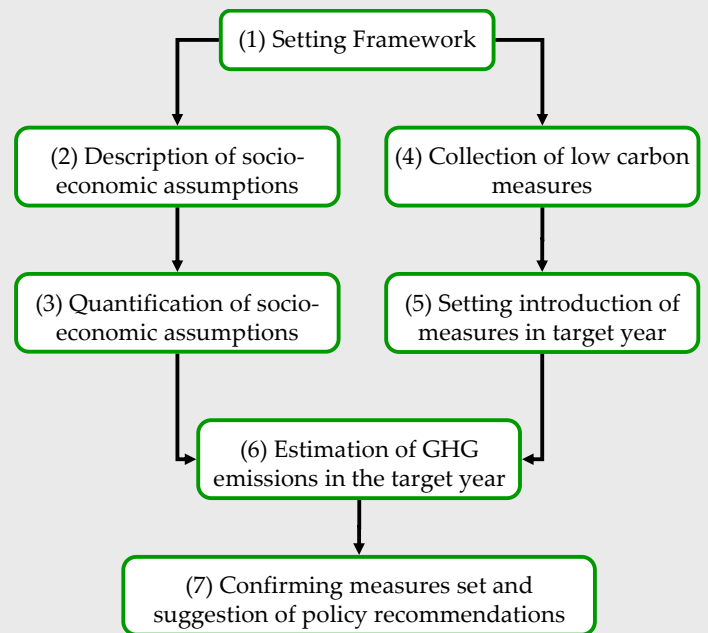 (1) Setting Framework
(2) Description of socio-
economic assumptions
(4) Collection of low carbon
measures
(3) Quantification of socio-
economic assumptions
(5) Setting introduction of
measures in target year
(6) Estimation of GHG
emissions in the target year
(7) Confirming measures set and
suggestion of policy recommendations